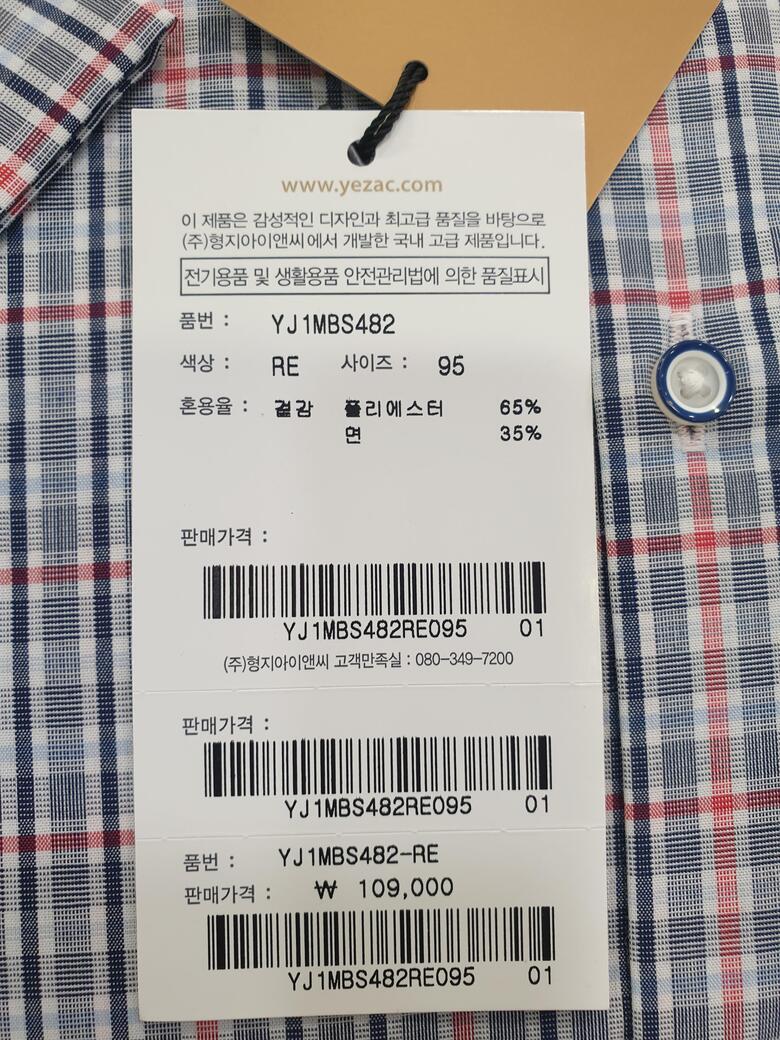 www.yezac.com
이 제품은 감성적인 디자인과 최고급 품질을 바탕으로
(주)형지아이앤씨에서 개발한 국내 고급 제품입니다.
전기용품 및 생활용품 안전관리법에 의한 품질표시
품번 : YJ1MBS482
색상 : RE 사이즈 : 95
혼용율 : 겉감 폴리에스터 65%
면 35%
판매가격 :
YJ1MBS482RE095 01
(주)형지아이앤씨 고객만족실 : 080-349-7200
판매가격 :
YJ1MBS482RE095 01
품번 : YJ1MBS482-RE
판매가격 : ₩ 109,000
YJ1MBS482RE095 01